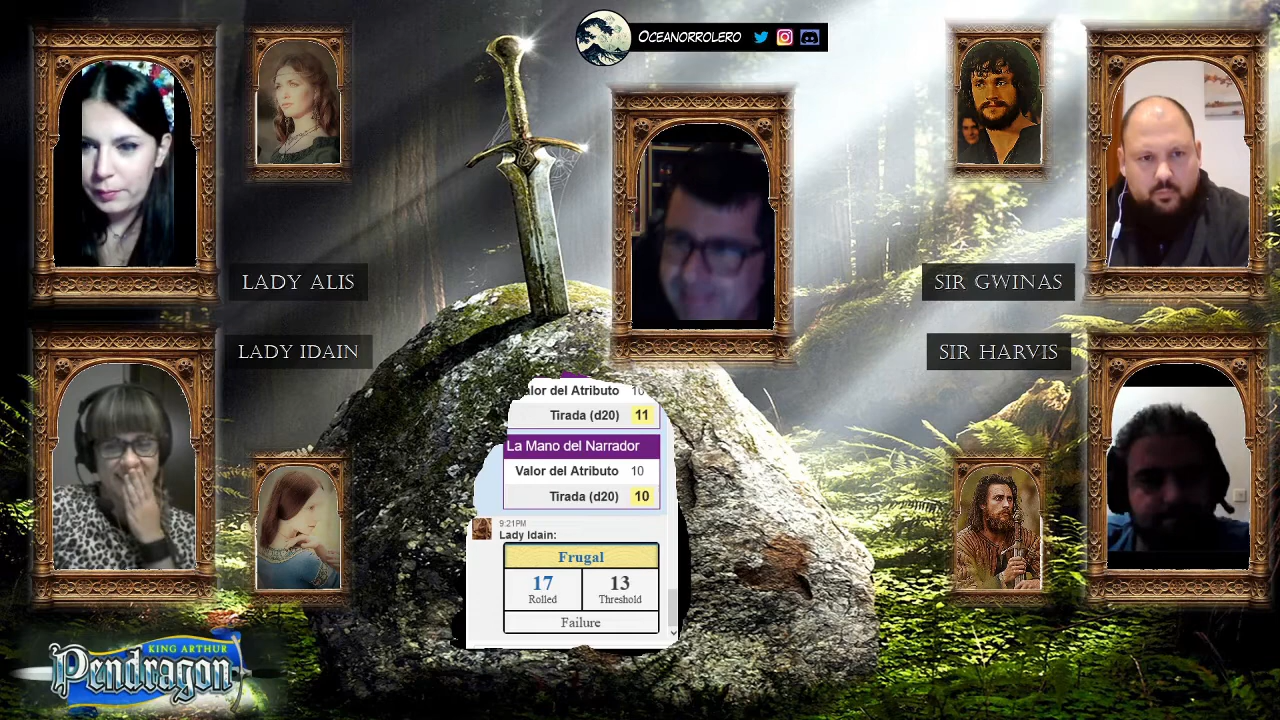 OCEANORROLERO
LADY ALIS
SIR GWINAS
LADY IDAIN
SIR HARVIS
alor del Atributo 10
Tirada (d20) 11
La Mano del Narrador
Valor del Atributo 10
Tirada (d20) 10
9:21PM
Lady Idain:
Frugal
17 13
Rolled Threshold
Failure
KING ARTHUR
Pendragon